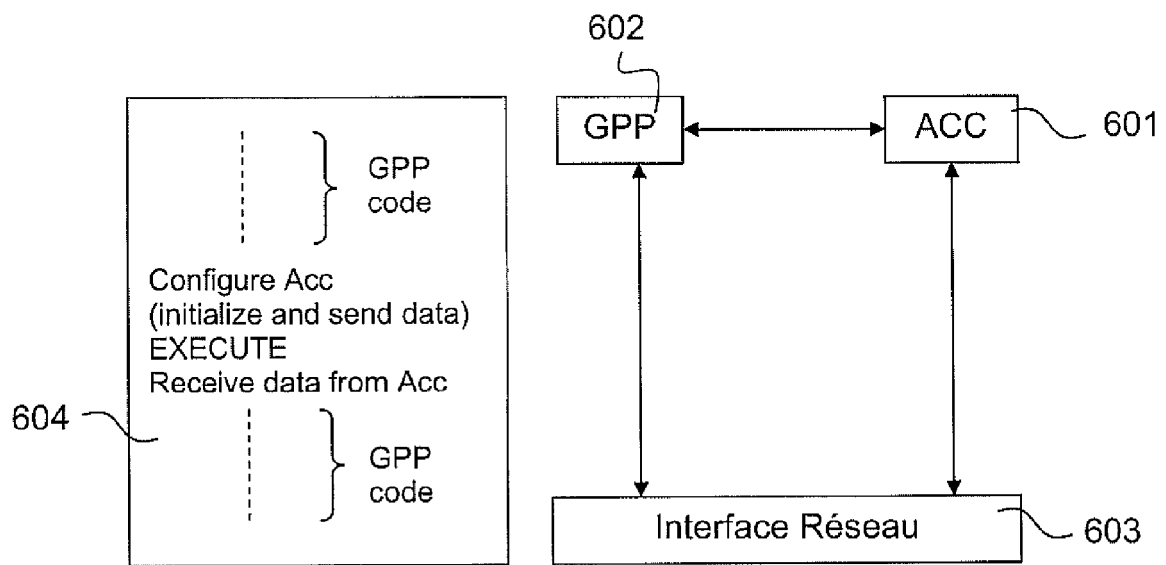 602
GPP
ACC
601
GPP
code
Configure Acc
(initialize and send data)
EXECUTE
Receive data from Acc
604
GPP
code
Interface Réseau
603